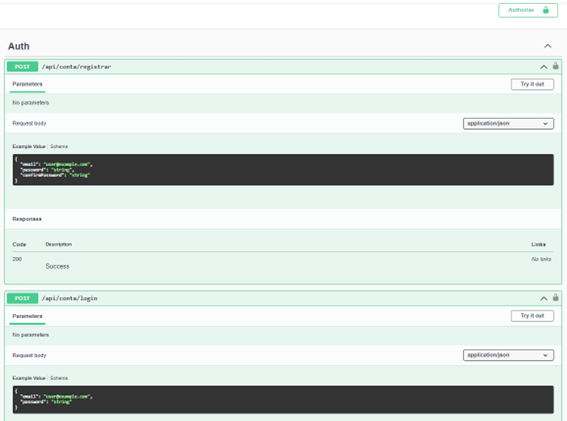 Authorize
Auth
POST /api/conta/registrar
Parameters Try it out
No parameters
Request body application/json
Example Value Schema
{
"email": "user@example.com",
"password": "string",
"confirmPassword": "string"
}
Responses
Code Description Links
200 Success No links
POST /api/conta/login
Parameters Try it out
No parameters
Request body application/json
Example Value Schema
{
"email": "user@example.com",
"password": "string"
}